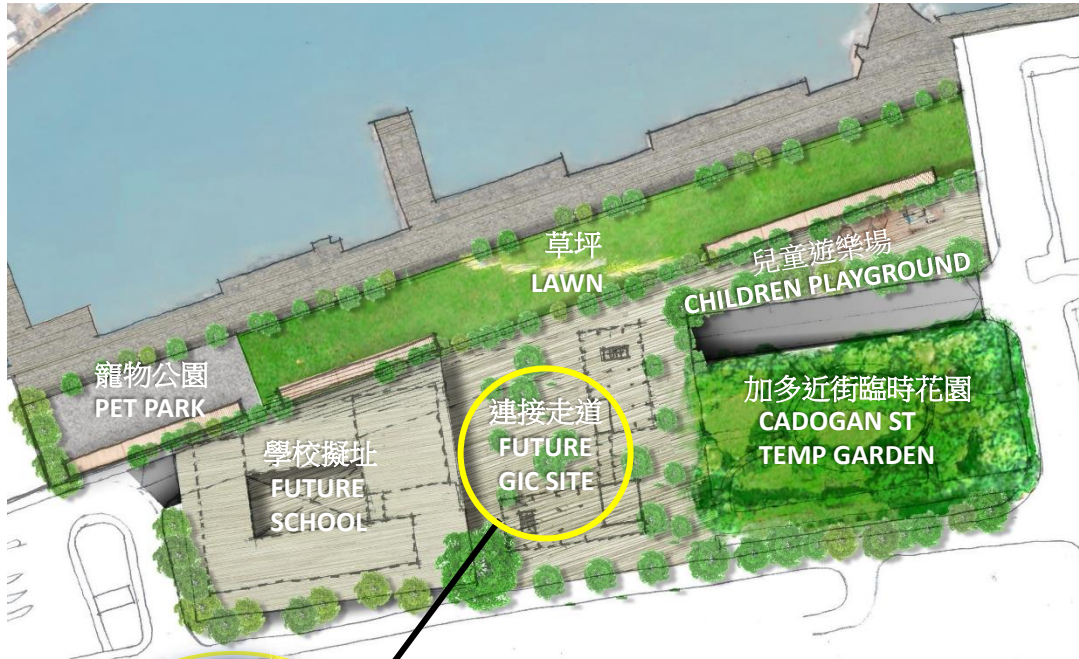 草坪
LAWN
兒童遊樂場
CHILDREN PLAYGROUND
寵物公園
PET PARK
加多近街臨時花園
CADOGAN ST
TEMP GARDEN
連接走道
FUTURE
GIC SITE
學校擬址
FUTURE
SCHOOL